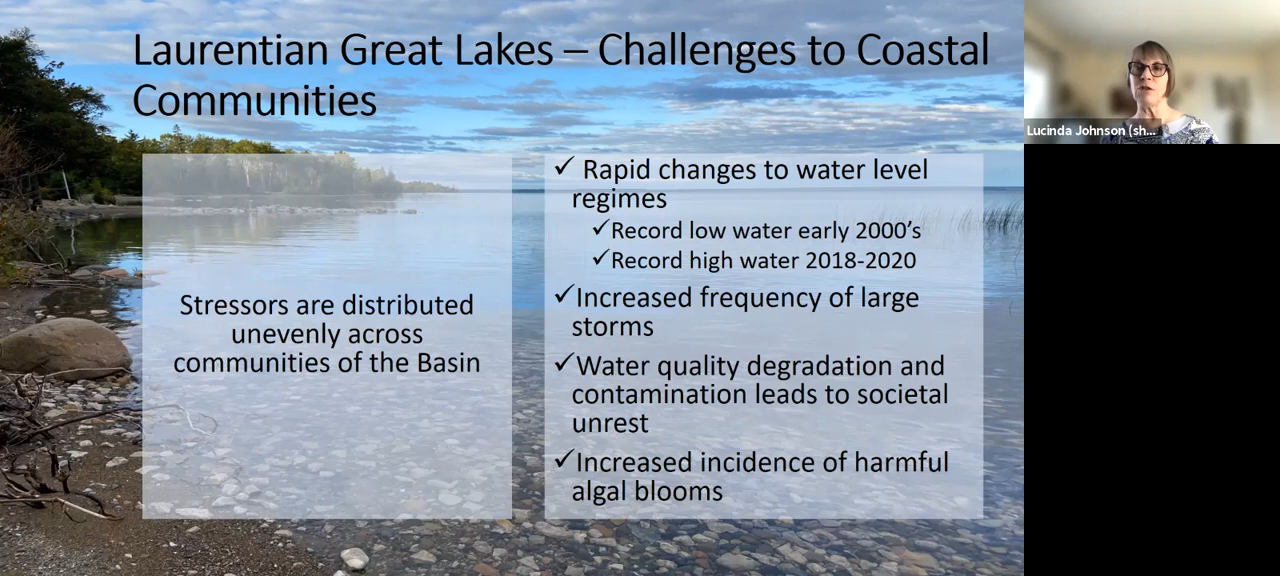 Laurentian Great Lakes – Challenges to Coastal
Communities
Stressors are distributed
unevenly across
communities of the Basin
✓ Rapid changes to water level
regimes
✓Record low water early 2000’s
✓Record high water 2018-2020
✓Increased frequency of large
storms
✓Water quality degradation and
contamination leads to societal
unrest
✓Increased incidence of harmful
algal blooms
Lucinda Johnson (sh...